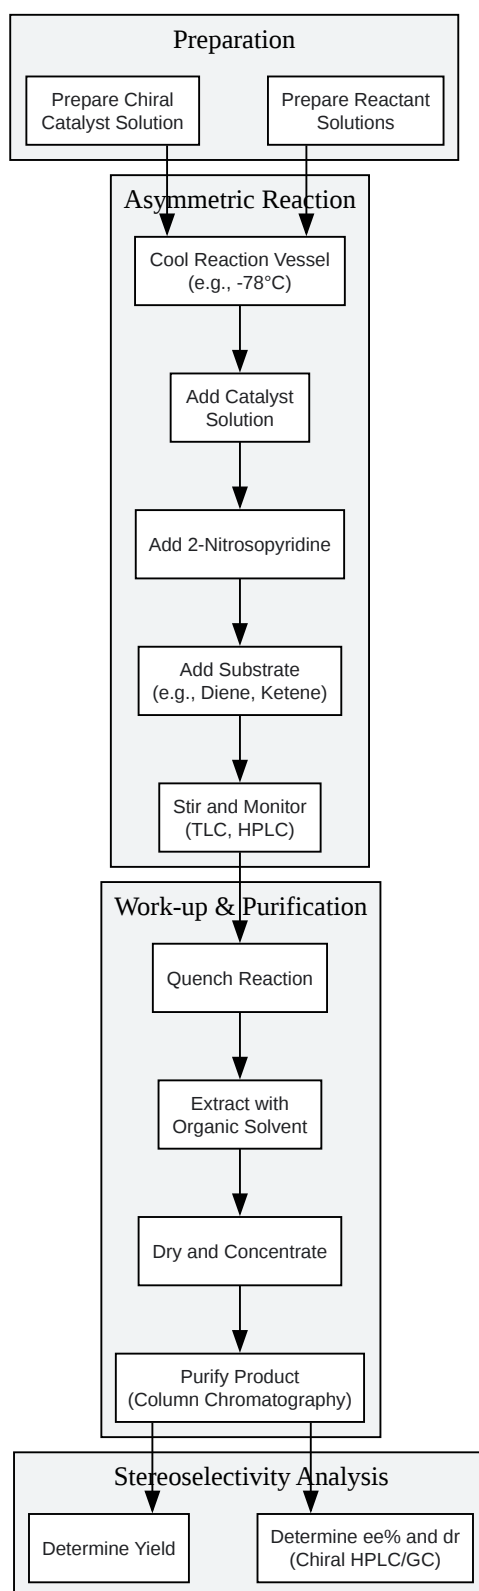 Preparation
Prepare Chiral
Catalyst Solution
Prepare Reactant
Solutions
Asymmetric Reaction
Cool Reaction Vessel
(e.g., -78°C)
Add Catalyst
Solution
Add 2-Nitrosopyridine
Add Substrate
(e.g., Diene, Ketene)
Stir and Monitor
(TLC, HPLC)
Work-up & Purification
Quench Reaction
Extract with
Organic Solvent
Dry and Concentrate
Purify Product
(Column Chromatography)
Stereoselectivity Analysis
Determine Yield
Determine ee% and dr
(Chiral HPLC/GC)